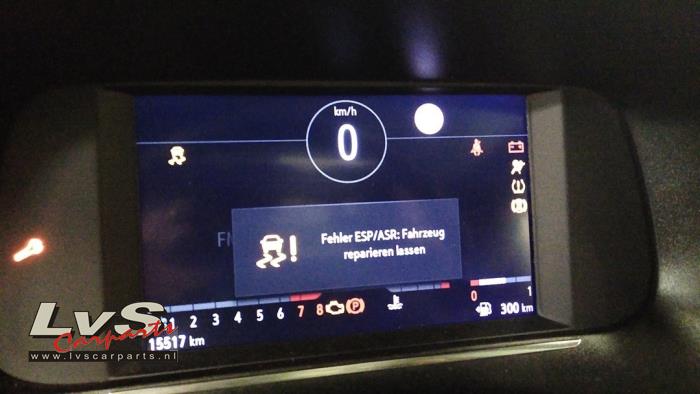 km/h
0
FM
Fehler ESP/ASR: Fahrzeug
reparieren lassen
0 1
1 2 3 4 5 6 7 8
300 km
15517 km
LvS
Carparts
www.lvscarparts.nl